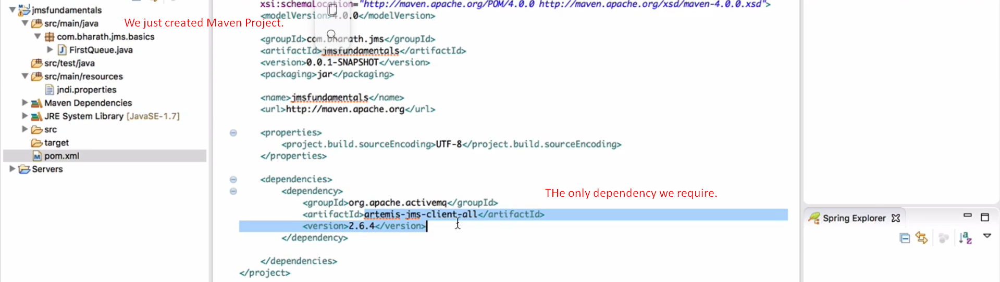 jmsfundamentals
src/main/java
com.bharath.jms.basics
FirstQueue.java
src/test/java
src/main/resources
jndi.properties
Maven Dependencies
JRE System Library [JavaSE-1.7]
src
target
pom.xml
Servers
We just created Maven Project.
xsi:schemaLocation="http://maven.apache.org/POM/4.0.0 http://maven.apache.org/xsd/maven-4.0.0.xsd">
<modelVersion>4.0.0</modelVersion>
<groupId>com.bharath.jms</groupId>
<artifactId>jmsfundamentals</artifactId>
<version>0.0.1-SNAPSHOT</version>
<packaging>jar</packaging>
<name>jmsfundamentals</name>
<url>http://maven.apache.org</url>
<properties>
<project.build.sourceEncoding>UTF-8</project.build.sourceEncoding>
</properties>
<dependencies>
<dependency>
THe only dependency we require.
<groupId>org.apache.activemq</groupId>
<artifactId>artemis-jms-client-all</artifactId>
<version>2.6.4</version>
</dependency>
</dependencies>
</project>
Spring Explorer